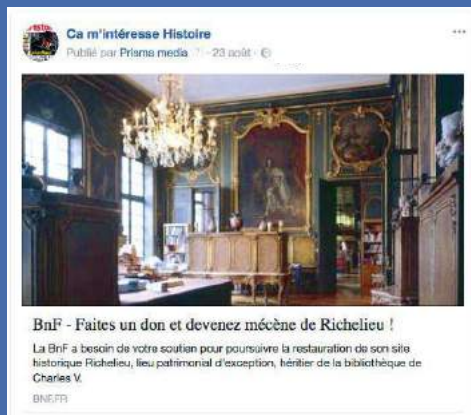 Ca m'intéresse Histoire
Publié par Prisma media · 23 août ·
BnF - Faites un don et devenez mécène de Richelieu !
La BnF a besoin de votre soutien pour poursuivre la restauration de son site
historique Richelieu, lieu patrimonial d'exception, héritier de la bibliothèque de
Charles V.
BNF.FR